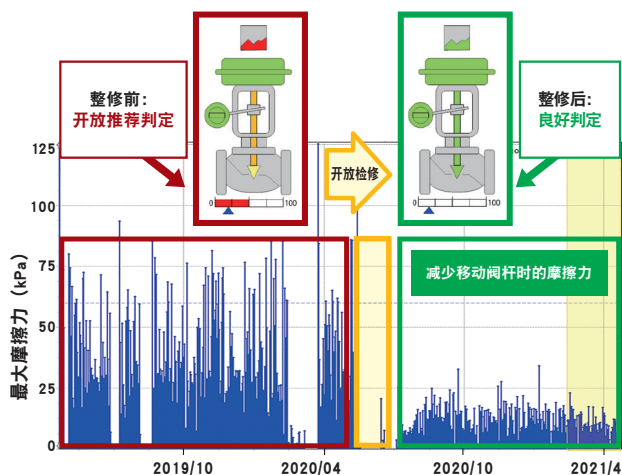 整修前：
开放推荐判定
0
100
开放检修
整修后：
良好判定
0
100
最大摩擦力（kPa）
125
100
75
50
25
0
减少移动阀杆时的摩擦力
2019/10
2020/04
2020/10
2021/4